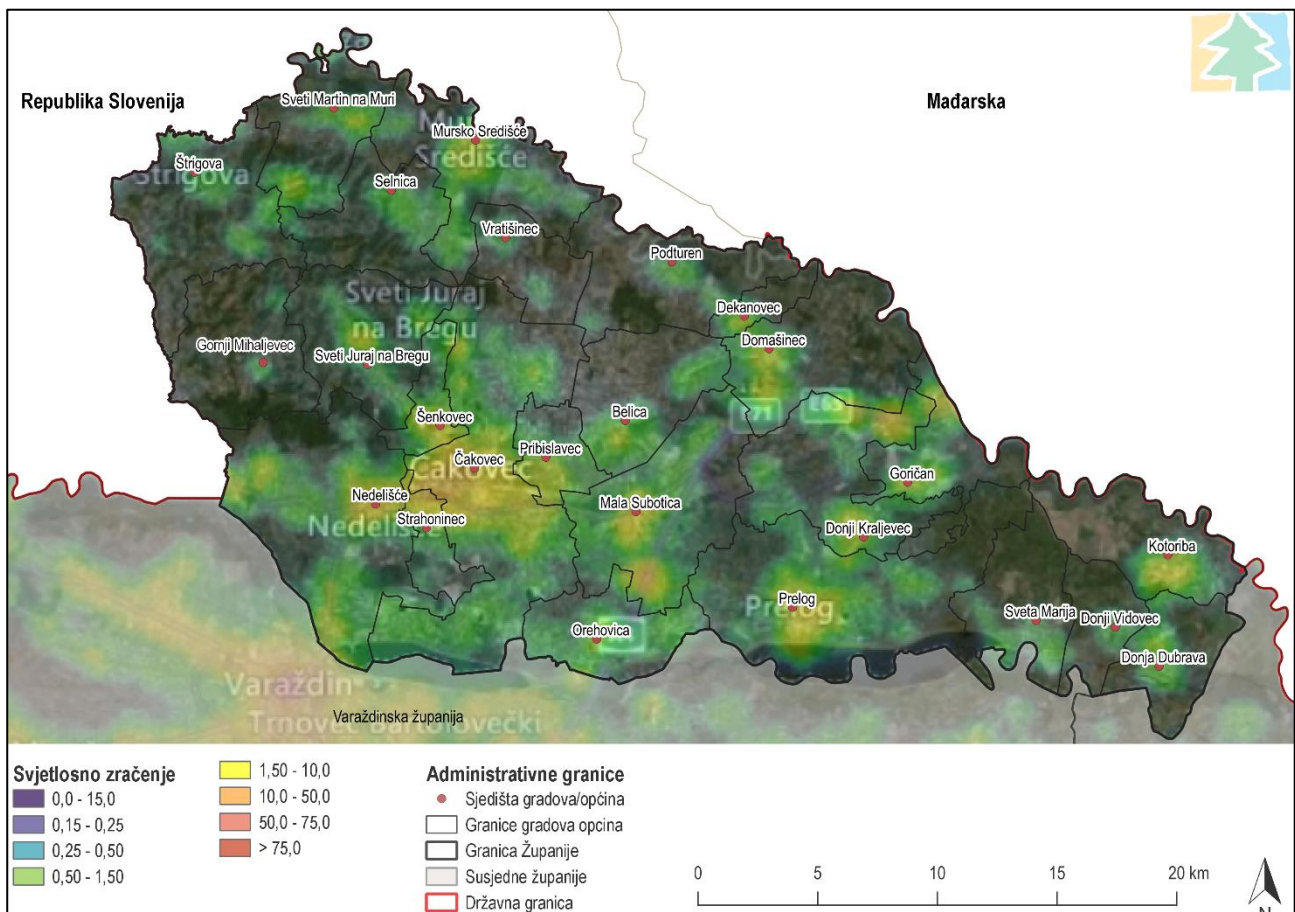 Republika Slovenija
Mađarska
Sveti Martin na Muri
Mursko Središće
Središće
Štrigova
Štrigova
Selnica
Vratišinec
Podturen
Sveti Juraj
na Bregu
Dekanovec
Domašinec
Gornji Mihaljevec
Sveti Juraj na Bregu
Šenkovec
Belica
Pribislavec
Čakovec
Čakovec
Goričan
Nedelišće
Nedelišće
Strahoninec
Mala Subotica
Donji Kraljevec
Kotoriba
Prelog
Prelog
Sveta Marija
Donji Vidovec
Orehovica
Donja Dubrava
Varaždin
Trnovec Bartolovečki
Varaždinska županija
Svjetlosno zračenje
0,0 - 15,0
0,15 - 0,25
0,25 - 0,50
0,50 - 1,50
1,50 - 10,0
10,0 - 50,0
50,0 - 75,0
> 75,0
Administrativne granice
Sjedišta gradova/općina
Granice gradova opcina
Granica Županije
Susjedne županije
Državna granica
0 5 10 15 20 km
N